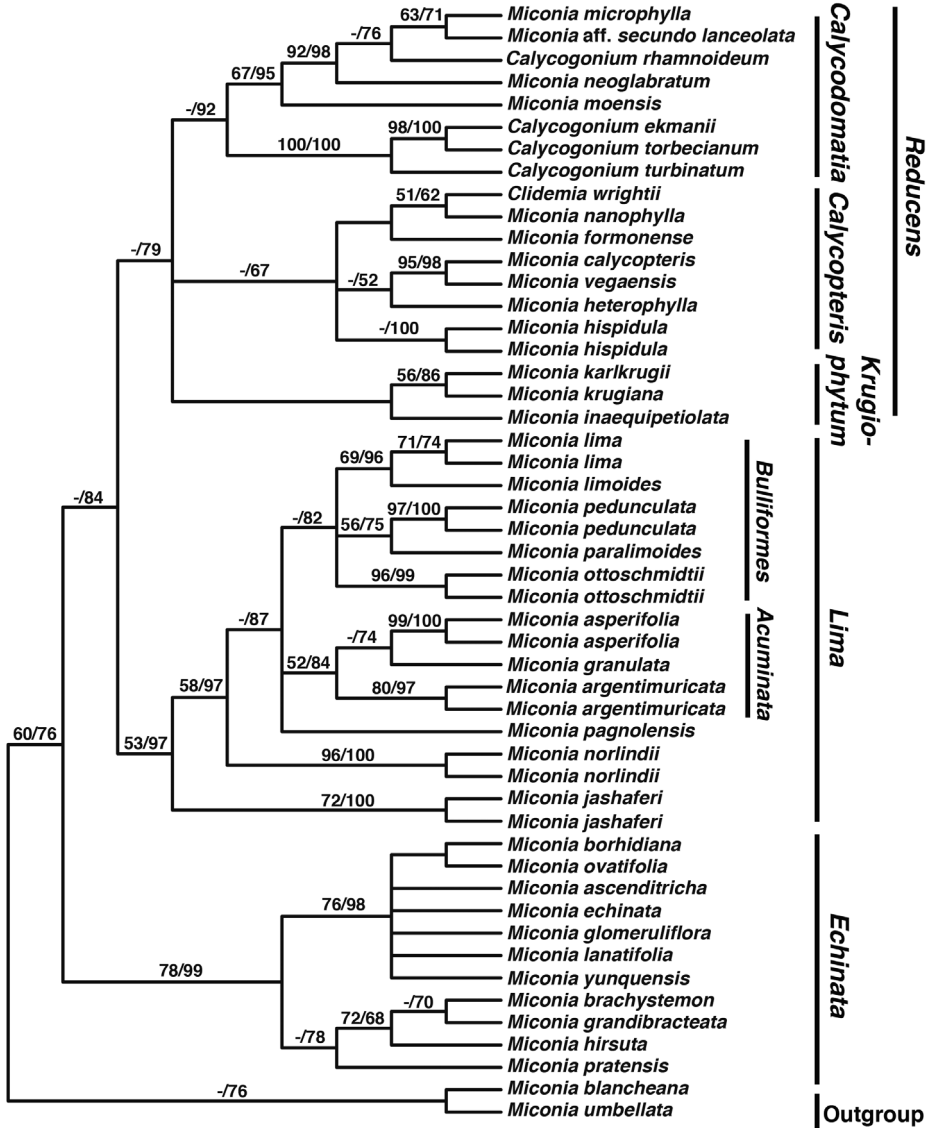 63/71
Miconia microphylla
-/76
Miconia aff. secundo lanceolata
92/98
Calycogonium rhamnoideum
67/95
Miconia neoglabratum
-/92
Miconia moensis
98/100
Calycogonium ekmanii
100/100
Calycogonium torbecianum
Calycogonium turbinatum
Calycodomatia
Reducens
51/62
Clidemia wrightii
Miconia nanophylla
Miconia formonense
-/79
-/67
95/98
Miconia calycopteris
-/52
Miconia vegaensis
Miconia heterophylla
-/100
Miconia hispidula
Miconia hispidula
Calycopteris
56/86
Miconia karlkrugii
Miconia krugiana
Miconia inaequipetiolata
Krugio-
phytum
71/74
Miconia lima
69/96
Miconia lima
Miconia limoides
-/84
-/82
97/100
Miconia pedunculata
56/75
Miconia pedunculata
Miconia paralimoides
96/99
Miconia ottoschmidtii
Miconia ottoschmidtii
Bulliformes
-/87
99/100
Miconia asperifolia
-/74
Miconia asperifolia
52/84
Miconia granulata
58/97
80/97
Miconia argentimuricata
Miconia argentimuricata
Acuminata
Miconia pagnolensis
60/76
53/97
96/100
Miconia norlindii
Miconia norlindii
72/100
Miconia jashaferi
Miconia jashaferi
Lima
Miconia borhidiana
Miconia ovatifolia
Miconia ascenditricha
76/98
Miconia echinata
Miconia glomeruliflora
Miconia lanatifolia
78/99
Miconia yunquensis
-/70
Miconia brachystemon
72/68
Miconia grandibracteata
-/78
Miconia hirsuta
Miconia pratensis
Echinata
-/76
Miconia blancheana
Miconia umbellata
Outgroup